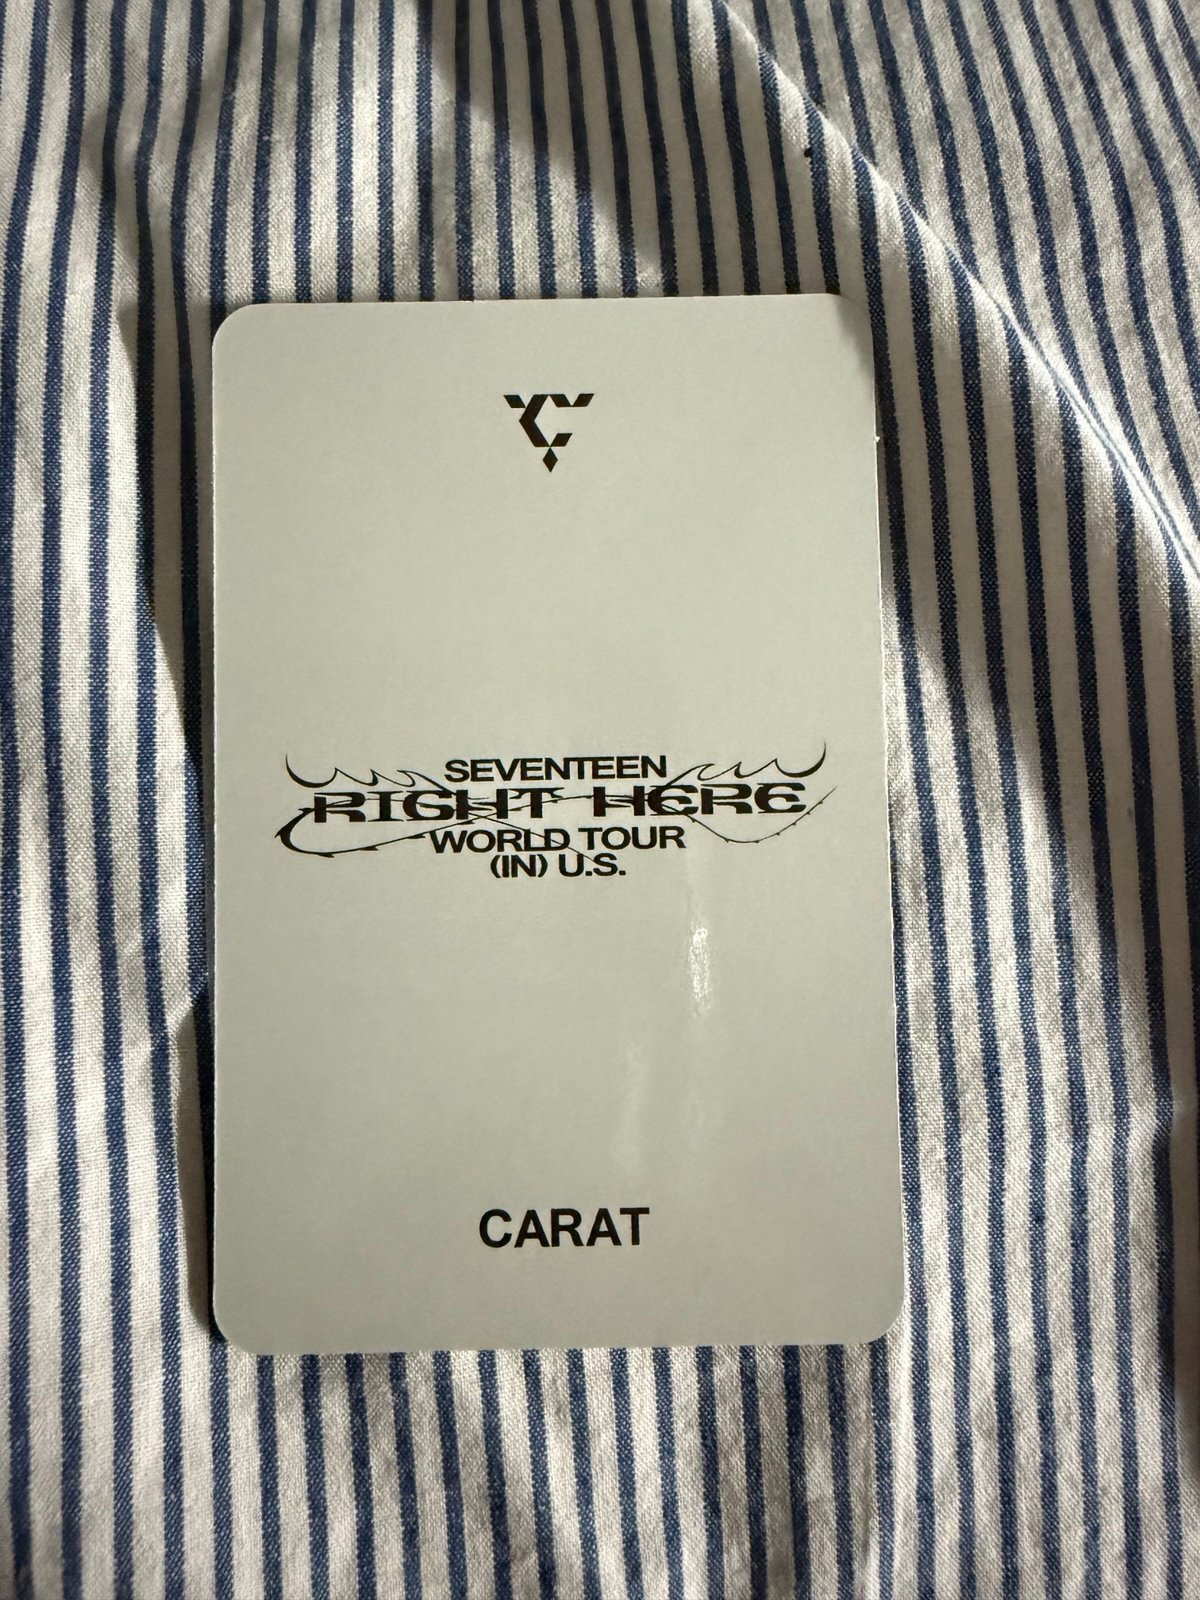 SEVENTEEN
RIGHT HERE
WORLD TOUR
(IN) U.S.
CARAT